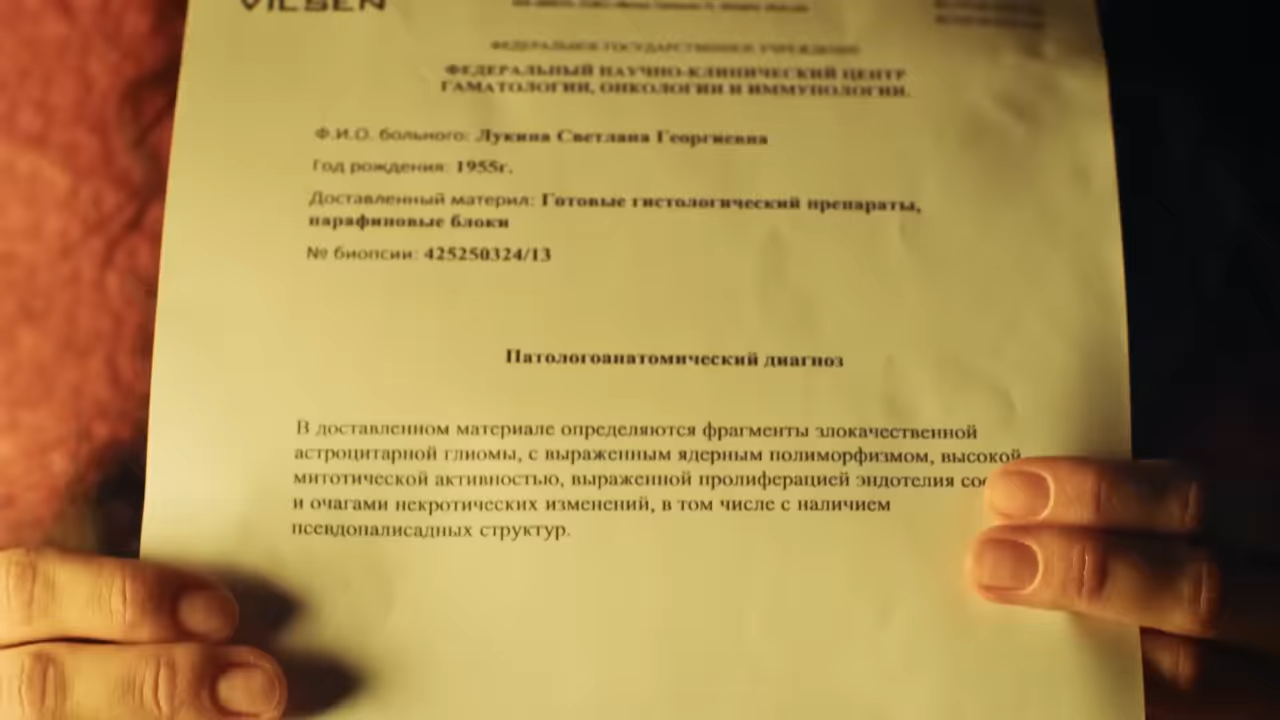 VILSEN
ФЕДЕРАЛЬНОЕ ГОСУДАРСТВЕННОЕ УЧРЕЖДЕНИЕ
ФЕДЕРАЛЬНЫЙ НАУЧНО-КЛИНИЧЕСКИЙ ЦЕНТР
ГАМАТОЛОГИИ, ОНКОЛОГИИ И ИММУНОЛОГИИ.
Ф.И.О. больного: Лукина Светлана Георгиевна
Год рождения: 1955г.
Доставленный материл: Готовые гистологический препараты,
парафиновые блоки
№ биопсии: 425250324/13
Патологоанатомический диагноз
В доставленном материале определяются фрагменты злокачественной
астроцитарной глиомы, с выраженным ядерным полиморфизмом, высокой
митотической активностью, выраженной пролиферацией эндотелия
и очагами некротических изменений, в том числе с наличием
псевдопалисадных структур.